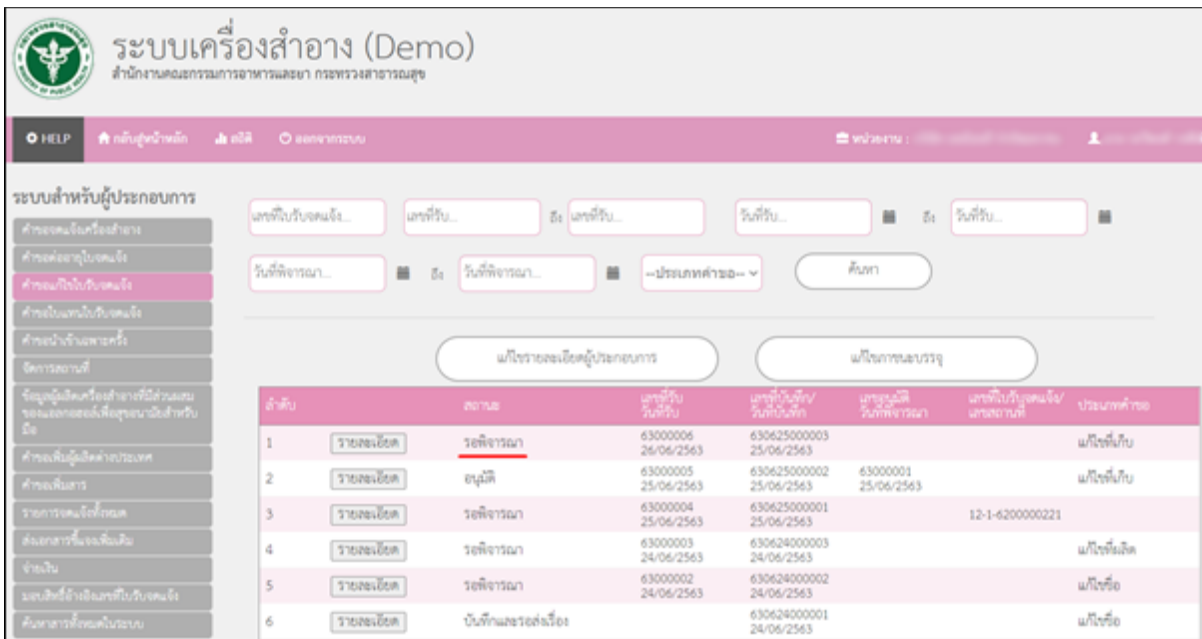 ระบบเครื่องสำอาง (Demo)
สำนักงานคณะกรรมการอาหารและยา กระทรวงสาธารณสุข
HELP กลับสู่หน้าหลัก สถิติ ออกจากระบบ หน่วยงาน :
ระบบสำหรับผู้ประกอบการ
คำขอจดแจ้งเครื่องสำอาง
คำขอต่ออายุใบจดแจ้ง
คำขอแก้ไขใบรับจดแจ้ง
คำขอใบแทนใบรับจดแจ้ง
คำขอนำเข้าเฉพาะครั้ง
จัดการสถานที่
ข้อมูลผู้ผลิตเครื่องสำอางที่มีส่วนผสม
ของแอลกอฮอล์เพื่อสุขอนามัยสำหรับ
มือ
คำขอเพิ่มผู้ผลิตต่างประเทศ
คำขอเพิ่มสาร
รายการจดแจ้งทั้งหมด
ส่งเอกสารชี้แจงเพิ่มเติม
จ่ายเงิน
มอบสิทธิ์อ้างอิงเลขที่ใบรับจดแจ้ง
ค้นหาสารทั้งหมดในระบบ
เลขที่ใบรับจดแจ้ง... เลขที่รับ... ถึง เลขที่รับ... วันที่รับ... ถึง วันที่รับ...
วันที่พิจารณา... ถึง วันที่พิจารณา... --ประเภทคำขอ-- ค้นหา
แก้ไขรายละเอียดผู้ประกอบการ แก้ไขภาชนะบรรจุ
ลำดับ สถานะ เลขที่รับ เลขที่บันทึก/ เลขอนุมัติ เลขที่ใบรับจดแจ้ง/ ประเภทคำขอ
วันที่รับ วันที่บันทึก วันที่พิจารณา เลขสถานที่
1 รายละเอียด รอพิจารณา 63000006 630625000003 แก้ไขที่เก็บ
26/06/2563 25/06/2563
2 รายละเอียด อนุมัติ 63000005 630625000002 63000001 แก้ไขที่เก็บ
25/06/2563 25/06/2563 25/06/2563
3 รายละเอียด รอพิจารณา 63000004 630625000001 12-1-6200000221
25/06/2563 25/06/2563
4 รายละเอียด รอพิจารณา 63000003 630624000003 แก้ไขที่ผลิต
24/06/2563 24/06/2563
5 รายละเอียด รอพิจารณา 63000002 630624000002 แก้ไขชื่อ
24/06/2563 24/06/2563
6 รายละเอียด บันทึกและรอส่งเรื่อง 630624000001 แก้ไขชื่อ
24/06/2563